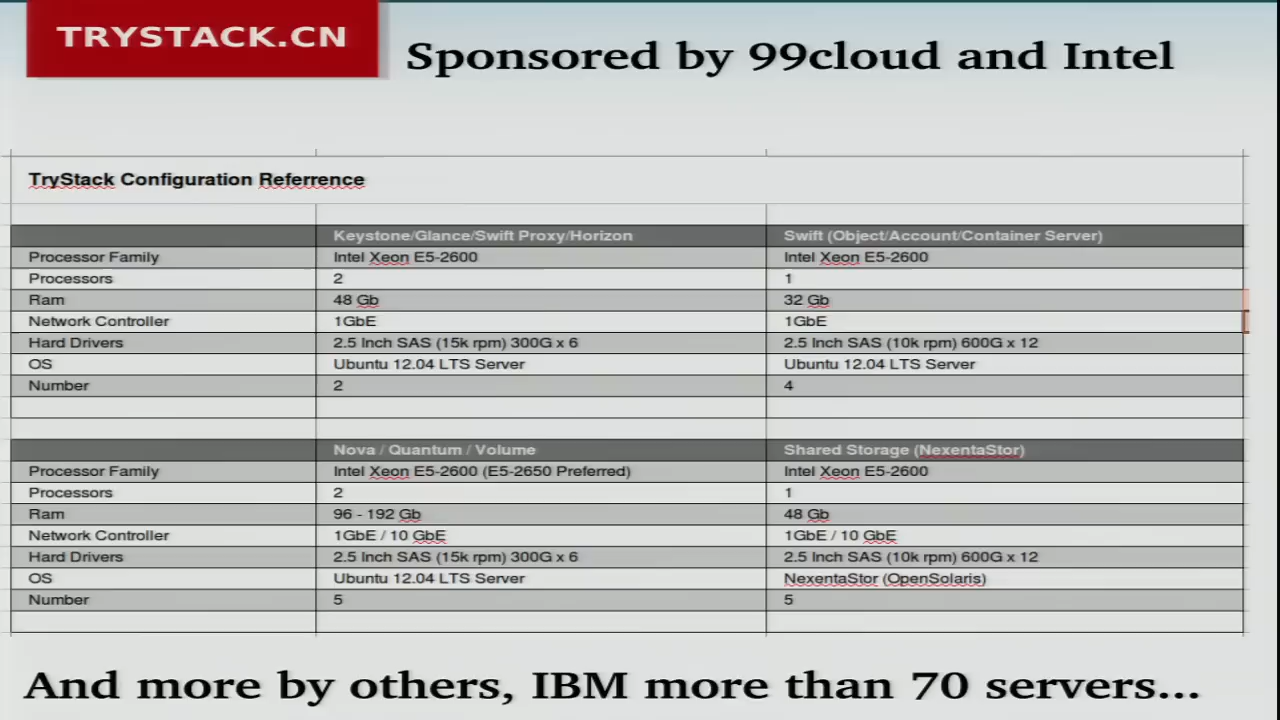 TRYSTACK.CN
Sponsored by 99cloud and Intel
TryStack Configuration Referrence
Keystone/Glance/Swift Proxy/Horizon Swift (Object/Account/Container Server)
Processor Family Intel Xeon E5-2600 Intel Xeon E5-2600
Processors 2 1
Ram 48 Gb 32 Gb
Network Controller 1GbE 1GbE
Hard Drivers 2.5 Inch SAS (15k rpm) 300G x 6 2.5 Inch SAS (10k rpm) 600G x 12
OS Ubuntu 12.04 LTS Server Ubuntu 12.04 LTS Server
Number 2 4
Nova / Quantum / Volume Shared Storage (NexentaStor)
Processor Family Intel Xeon E5-2600 (E5-2650 Preferred) Intel Xeon E5-2600
Processors 2 1
Ram 96 - 192 Gb 48 Gb
Network Controller 1GbE / 10 GbE 1GbE / 10 GbE
Hard Drivers 2.5 Inch SAS (15k rpm) 300G x 6 2.5 Inch SAS (10k rpm) 600G x 12
OS Ubuntu 12.04 LTS Server NexentaStor (OpenSolaris)
Number 5 5
And more by others, IBM more than 70 servers...